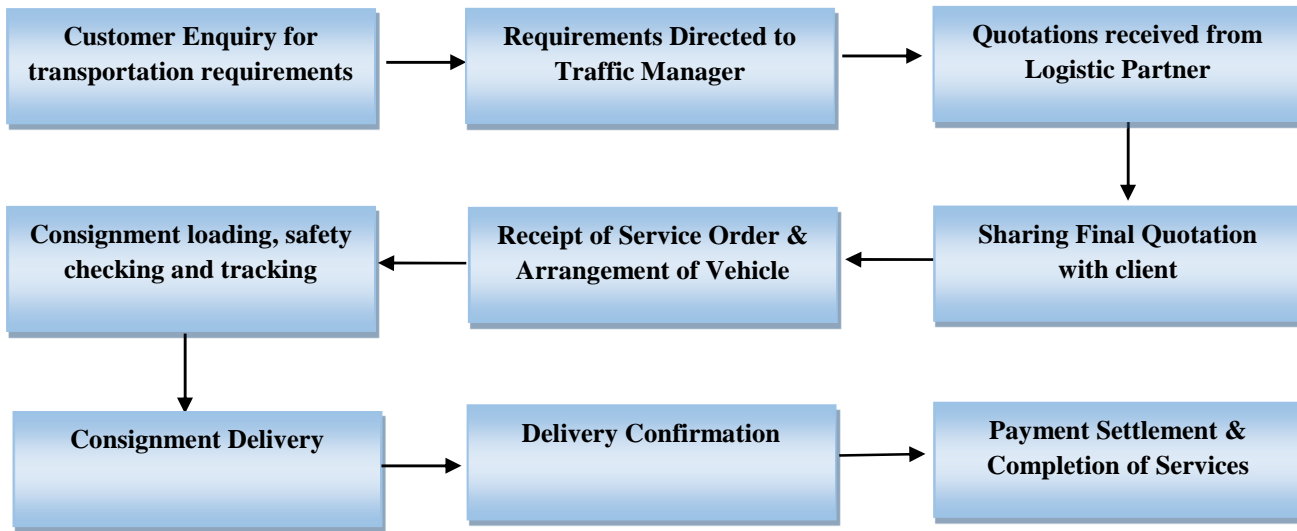 Customer Enquiry for
transportation requirements
Requirements Directed to
Traffic Manager
Quotations received from
Logistic Partner
Sharing Final Quotation
with client
Receipt of Service Order &
Arrangement of Vehicle
Consignment loading, safety
checking and tracking
Consignment Delivery
Delivery Confirmation
Payment Settlement &
Completion of Services